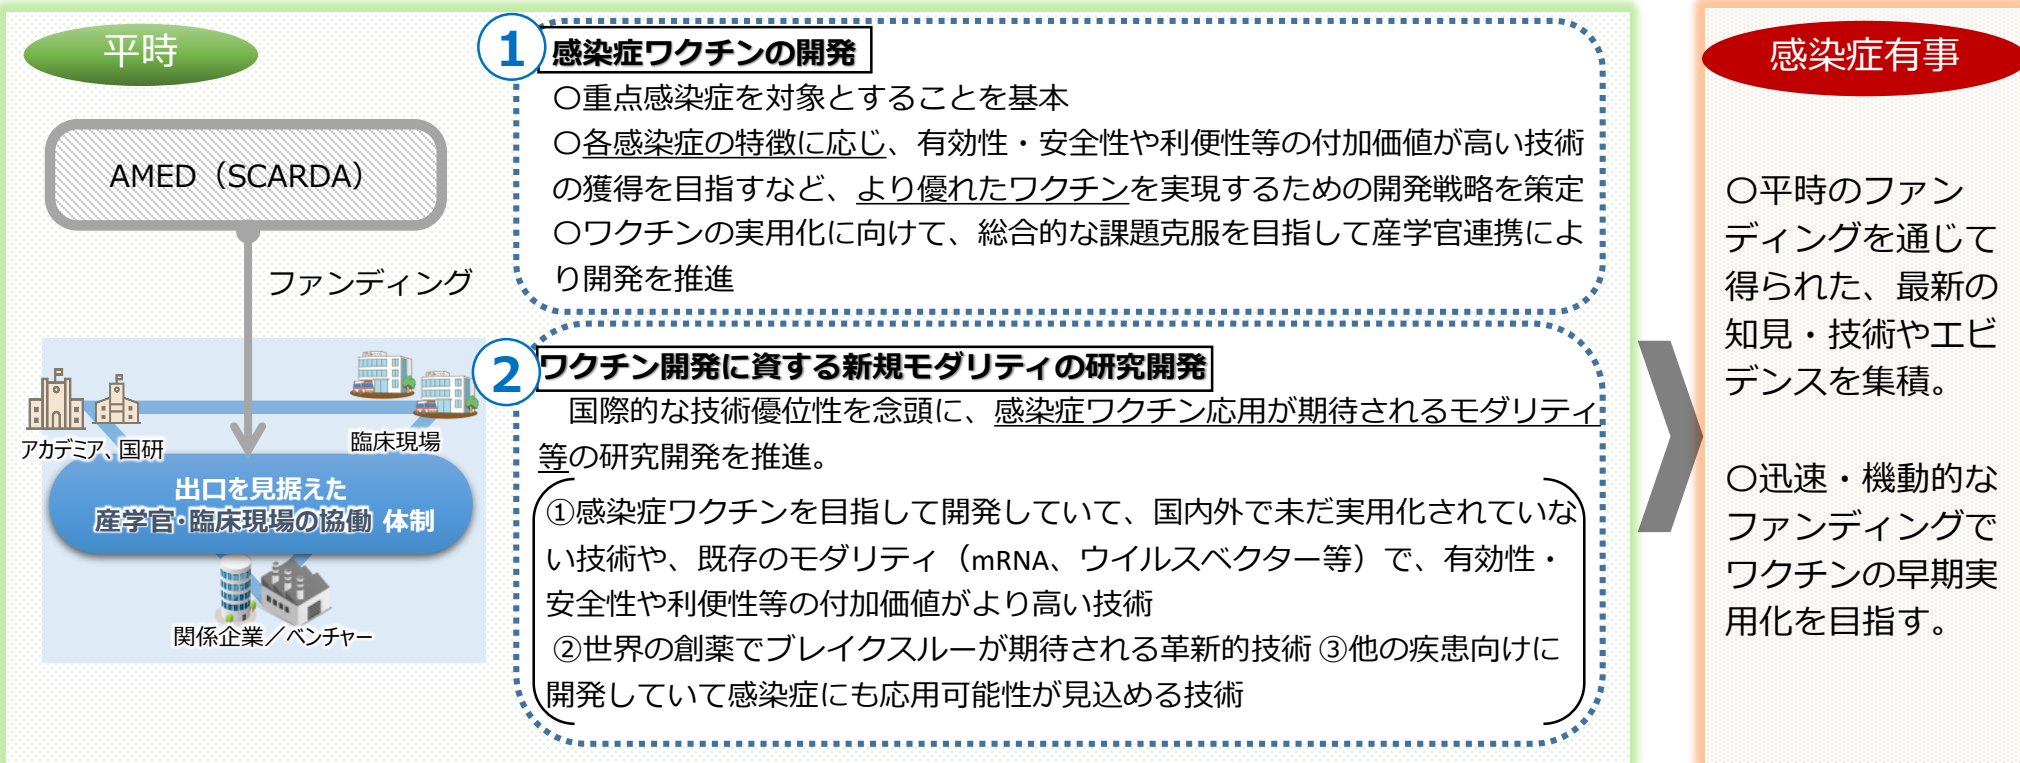 平時
AMED（SCARDA）
ファンディング
アカデミア、国研
臨床現場
出口を見据えた
産学官・臨床現場の協働 体制
関係企業／ベンチャー
1
感染症ワクチンの開発
〇重点感染症を対象とすることを基本
〇各感染症の特徴に応じ、有効性・安全性や利便性等の付加価値が高い技術
の獲得を目指すなど、より優れたワクチンを実現するための開発戦略を策定
〇ワクチンの実用化に向けて、総合的な課題克服を目指して産学官連携によ
り開発を推進
2
ワクチン開発に資する新規モダリティの研究開発
国際的な技術優位性を念頭に、感染症ワクチン応用が期待されるモダリティ
等の研究開発を推進。
①感染症ワクチンを目指して開発していて、国内外で未だ実用化されていな
い技術や、既存のモダリティ（mRNA、ウイルスベクター等）で、有効性・
安全性や利便性等の付加価値がより高い技術
②世界の創薬でブレイクスルーが期待される革新的技術 ③他の疾患向けに
開発していて感染症にも応用可能性が見込める技術
感染症有事
〇平時のファン
ディングを通じて
得られた、最新の
知見・技術やエビ
デンスを集積。
〇迅速・機動的な
ファンディングで
ワクチンの早期実
用化を目指す。